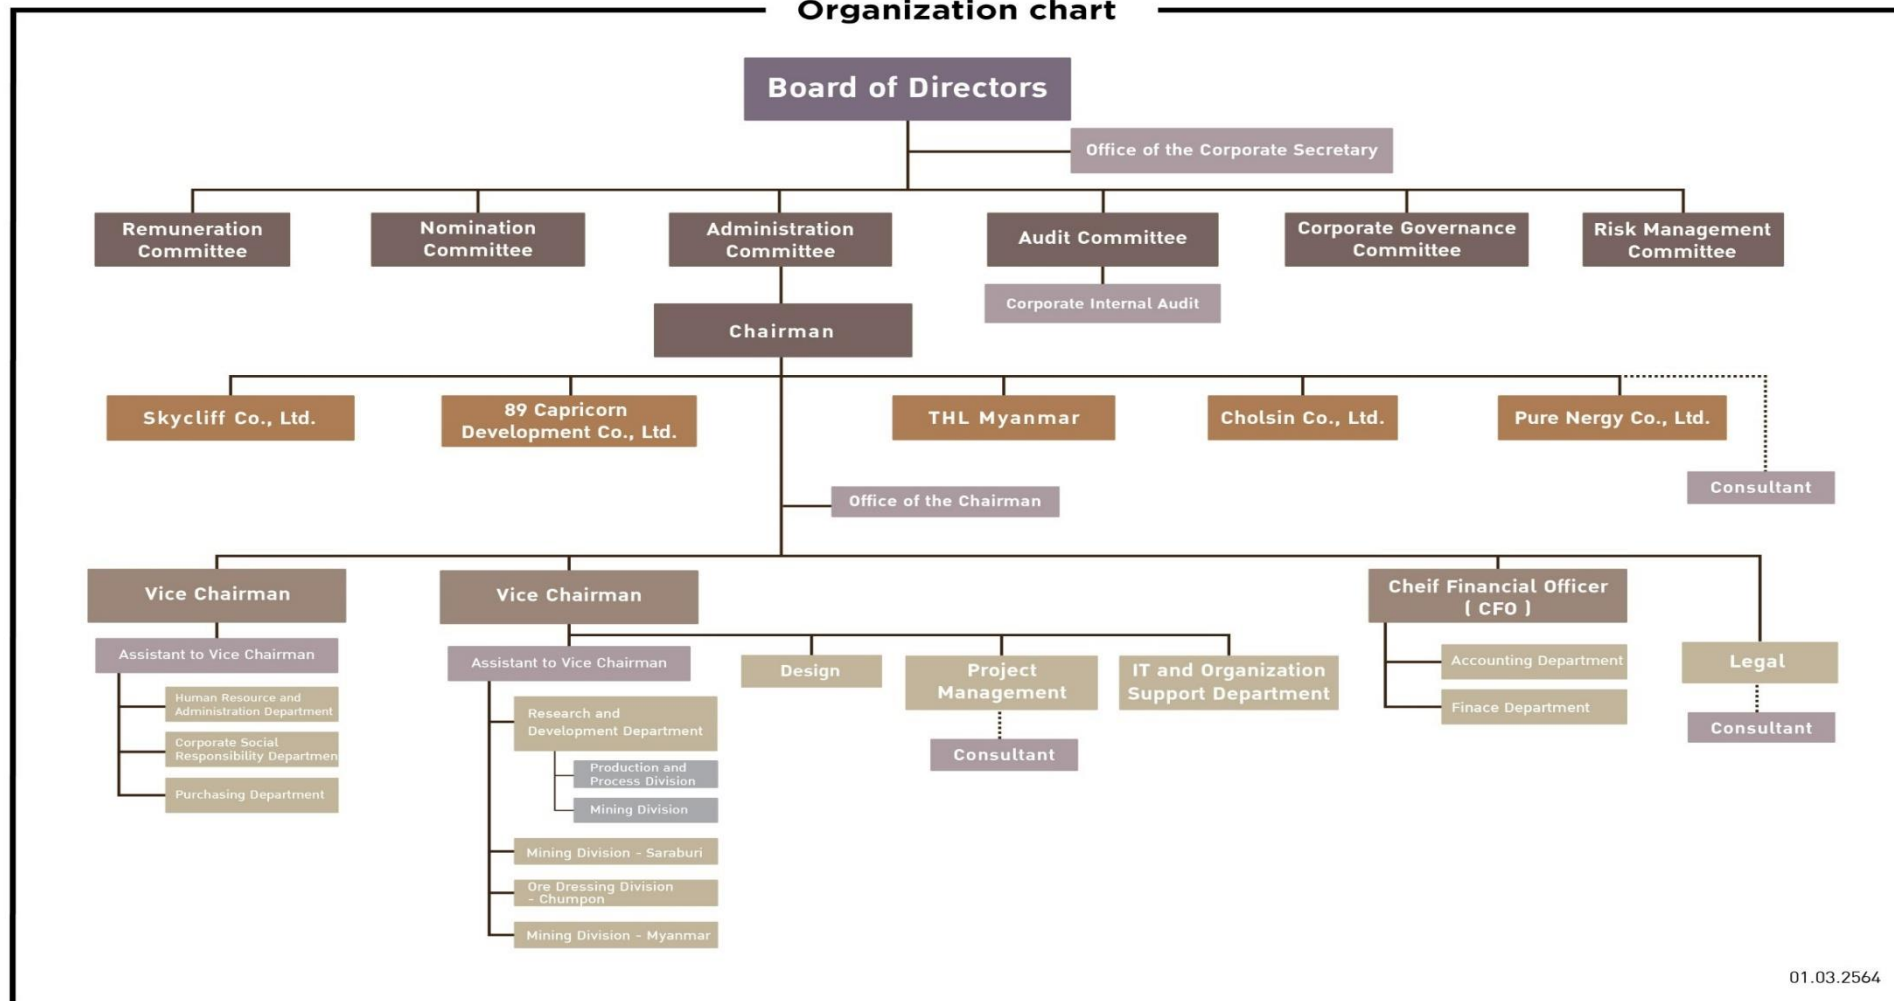 Organization chart
Board of Directors
Office of the Corporate Secretary
Remuneration
Committee
Nomination
Committee
Administration
Committee
Audit Committee
Corporate Governance
Committee
Risk Management
Committee
Corporate Internal Audit
Chairman
Skycliff Co., Ltd.
89 Capricorn
Development Co., Ltd.
THL Myanmar
Cholsin Co., Ltd.
Pure Nergy Co., Ltd.
Consultant
Office of the Chairman
Vice Chairman
Vice Chairman
Cheif Financial Officer
( CFO )
Assistant to Vice Chairman
Human Resource and
Administration Department
Corporate Social
Responsibility Departmen
Purchasing Department
Assistant to Vice Chairman
Research and
Development Department
Production and
Process Division
Mining Division
Mining Division - Saraburi
Ore Dressing Division
- Chumpon
Mining Division - Myanmar
Design
Project
Management
Consultant
IT and Organization
Support Department
Accounting Department
Finace Department
Legal
Consultant
01.03.2564